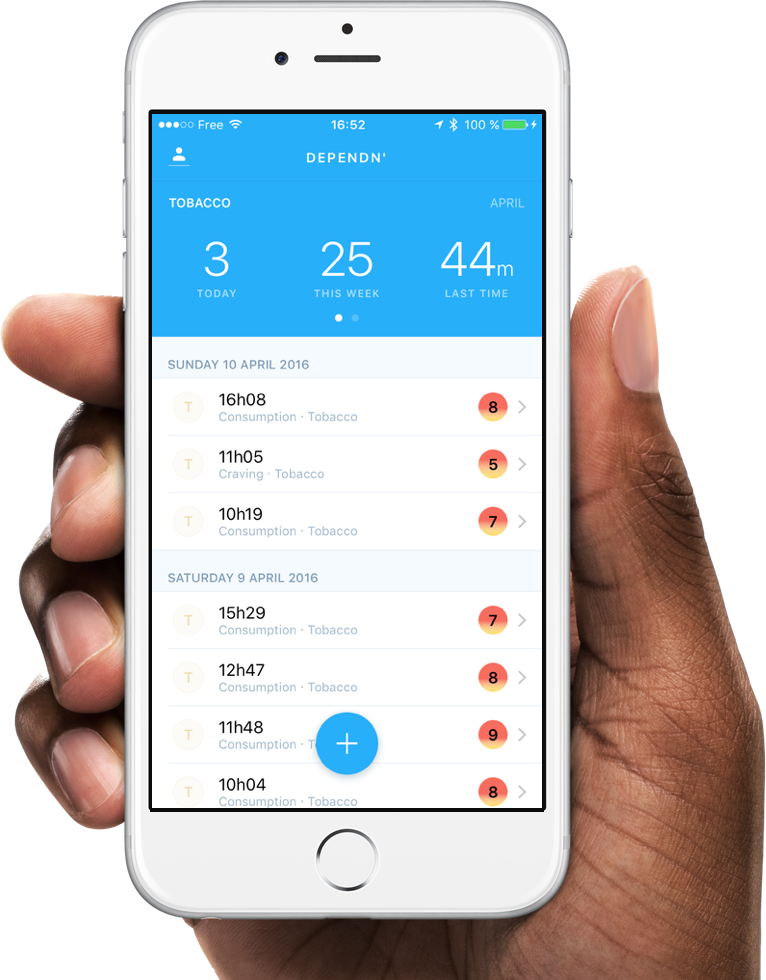 Free 16:52 100 %
DEPENDN'
TOBACCO APRIL
3 25 44m
TODAY THIS WEEK LAST TIME
SUNDAY 10 APRIL 2016
16h08
T 8
Consumption · Tobacco
11h05
T 5
Craving · Tobacco
10h19
T 7
Consumption · Tobacco
SATURDAY 9 APRIL 2016
15h29
T 7
Consumption · Tobacco
12h47
T 8
Consumption · Tobacco
11h48
T 9
Consumption · T
+
10h04
T 8
Consumption · Tobacco